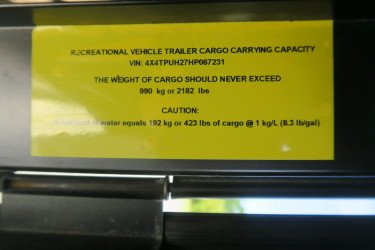 RECREATIONAL VEHICLE TRAILER CARGO CARRYING CAPACITY
VIN: 4X4TPUH27HP067231
THE WEIGHT OF CARGO SHOULD NEVER EXCEED
990 kg or 2182 lbs
CAUTION:
A full load of water equals 192 kg or 423 lbs of cargo @ 1 kg/L (8.3 lb/gal)